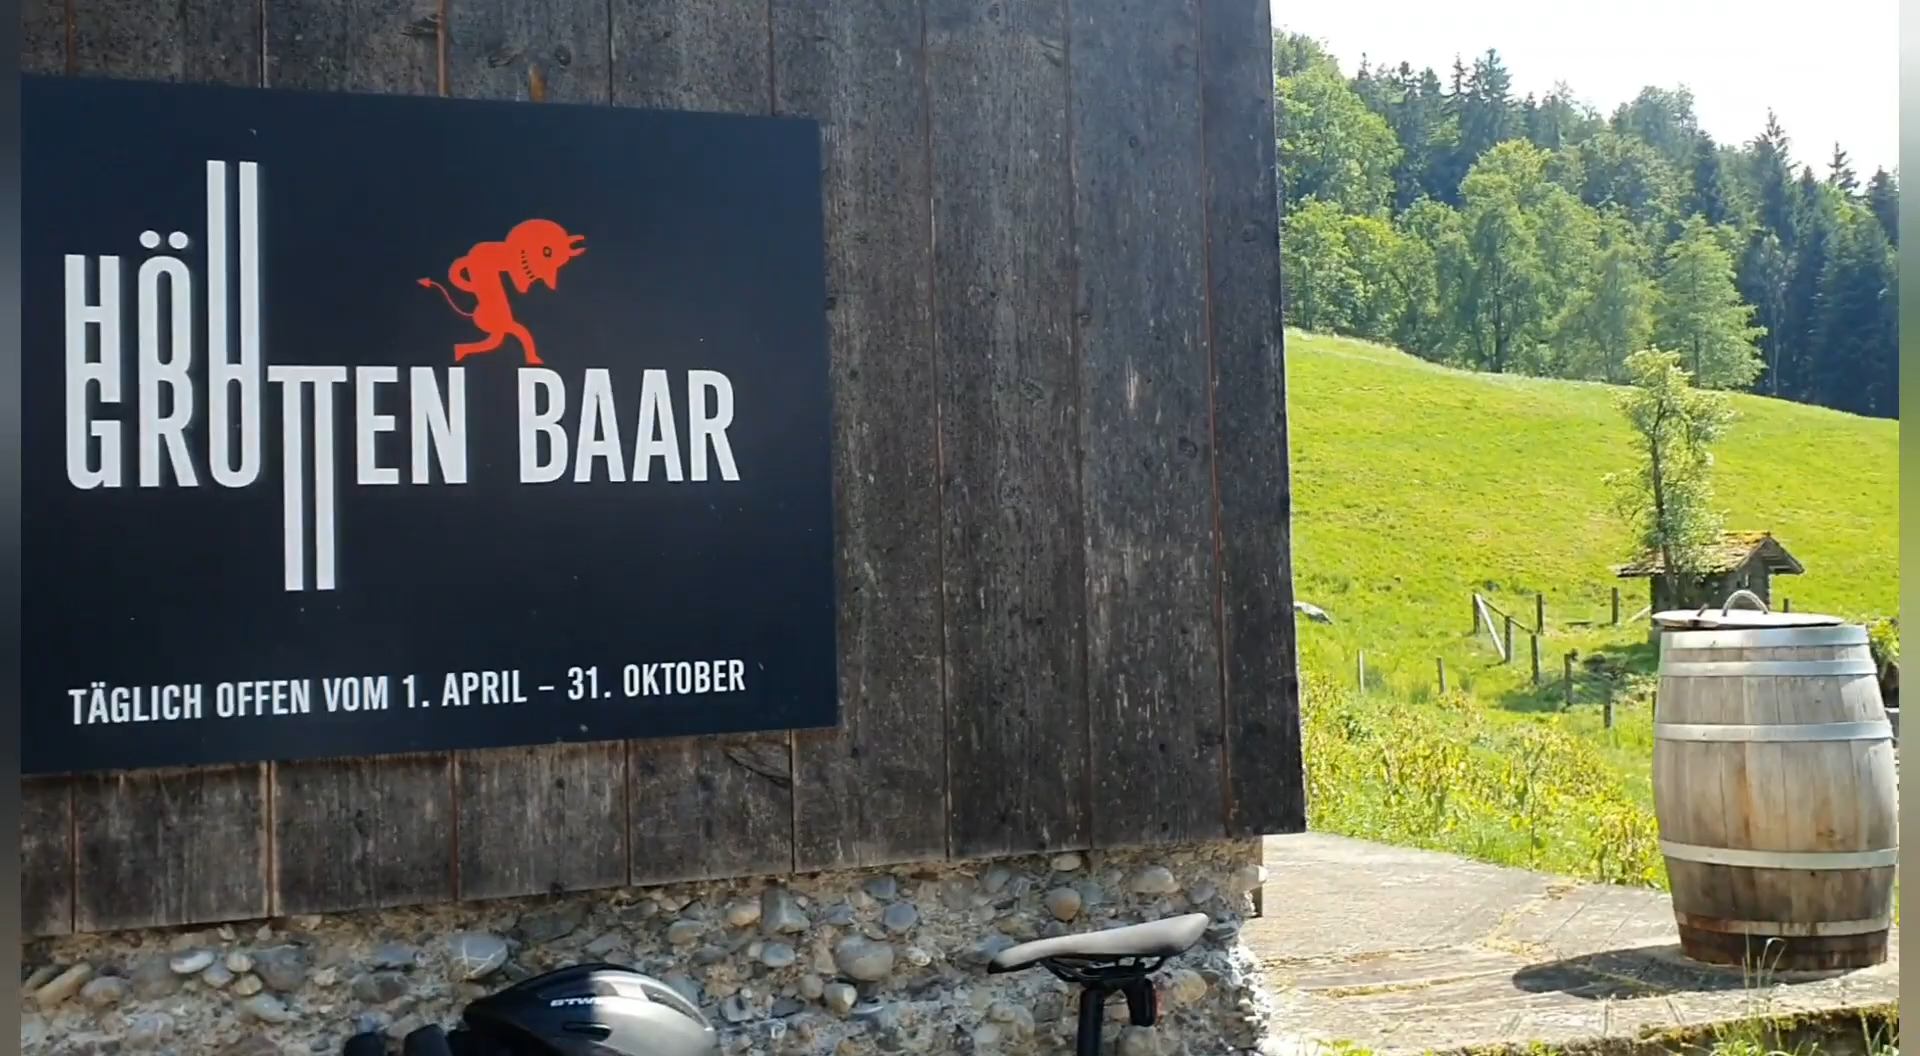 HÖLL
GROTTEN BAAR
TÄGLICH OFFEN VOM 1. APRIL – 31. OKTOBER